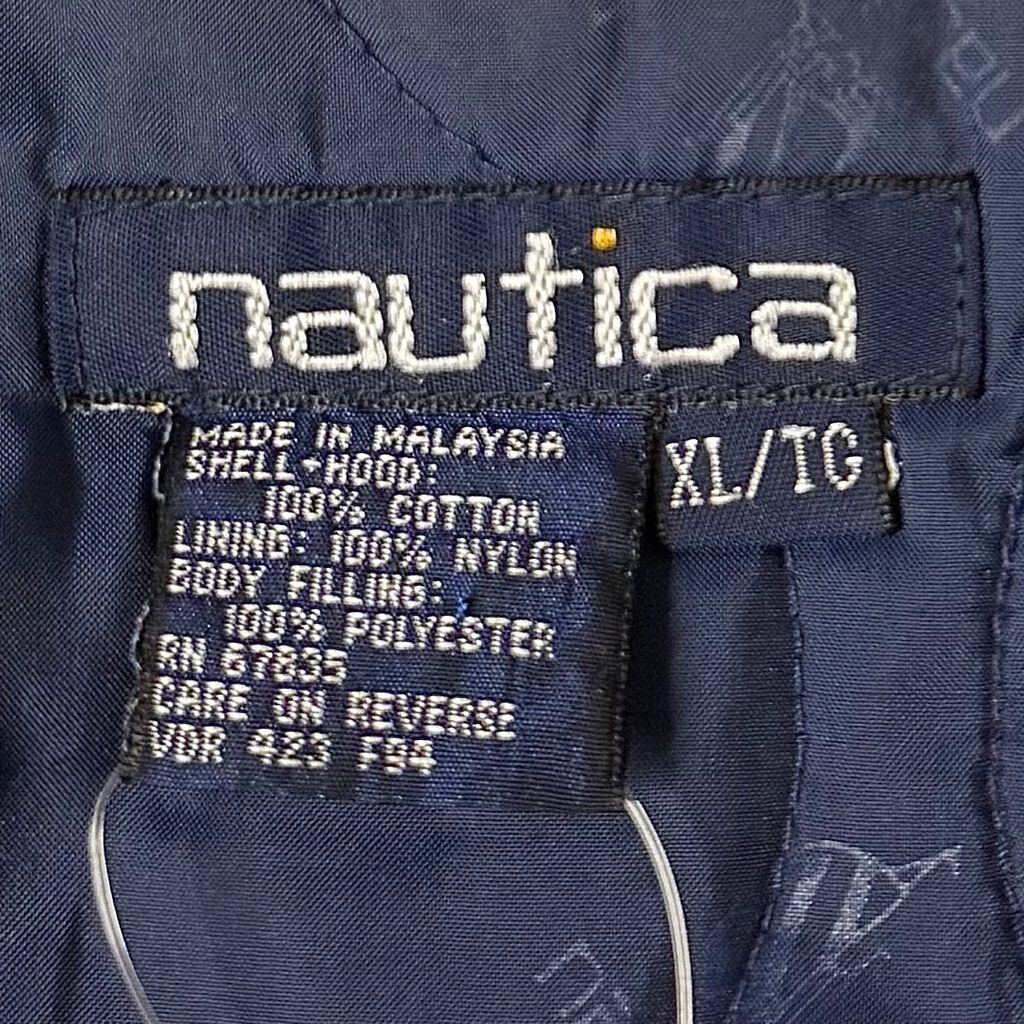 nautica
MADE IN MALAYSIA
SHELL-HOOD:
100% COTTON
LINING: 100% NYLON
BODY FILLING:
100% POLYESTER
RN 67835
CARE ON REVERSE
VDR 423 F94
XL/TG